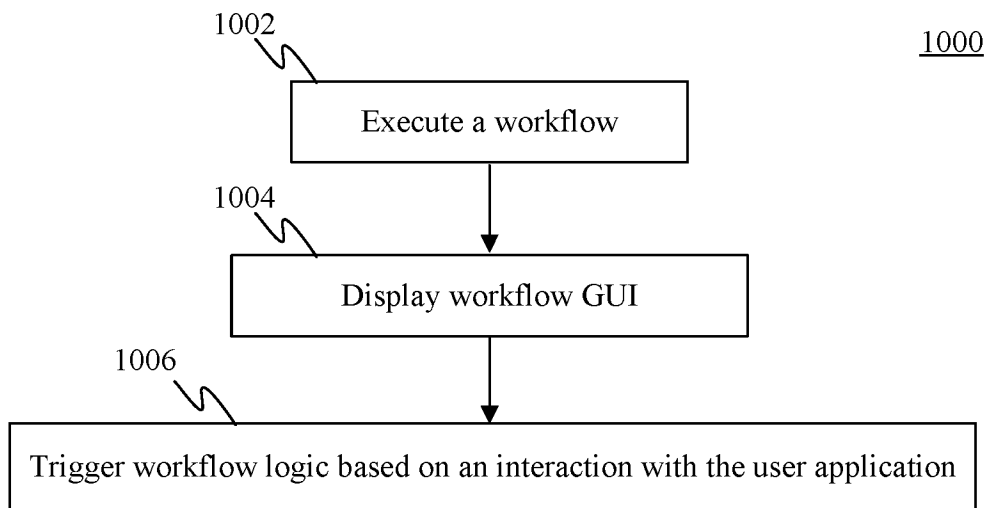 1002
1000
Execute a workflow
1004
Display workflow GUI
1006
Trigger workflow logic based on an interaction with the user application